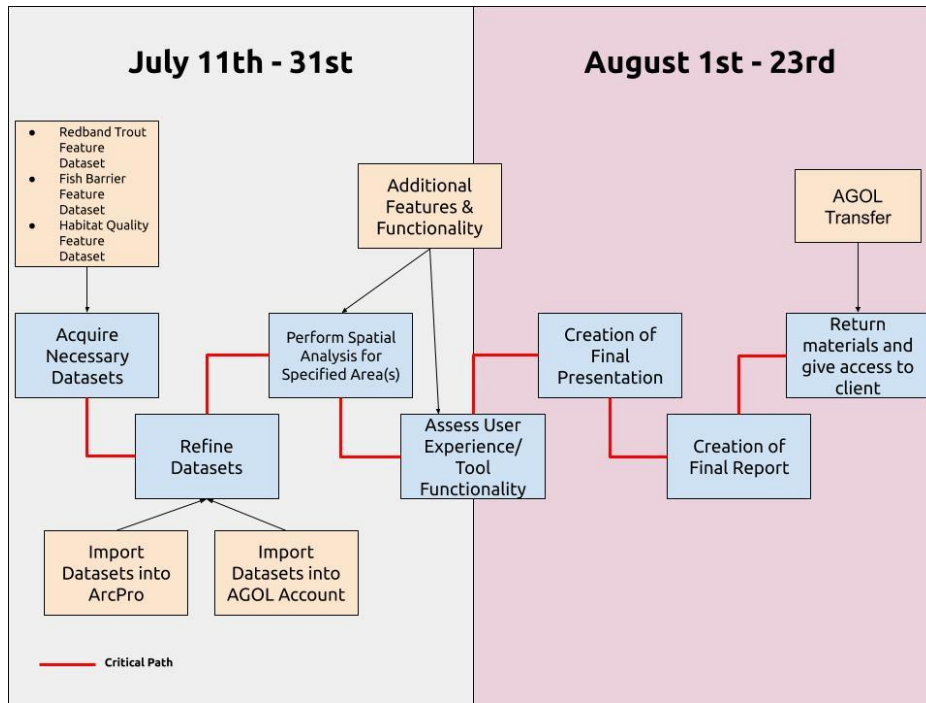 July 11th - 31st
August 1st - 23rd
● Redband Trout
Feature
Dataset
● Fish Barrier
Feature
Dataset
● Habitat Quality
Feature
Dataset
Additional
Features &
Functionality
AGOL
Transfer
Acquire
Necessary
Datasets
Perform Spatial
Analysis for
Specified Area(s)
Creation of
Final
Presentation
Return
materials and
give access to
client
Refine
Datasets
Assess User
Experience/
Tool
Functionality
Creation of
Final Report
Import
Datasets into
ArcPro
Import
Datasets into
AGOL Account
Critical Path